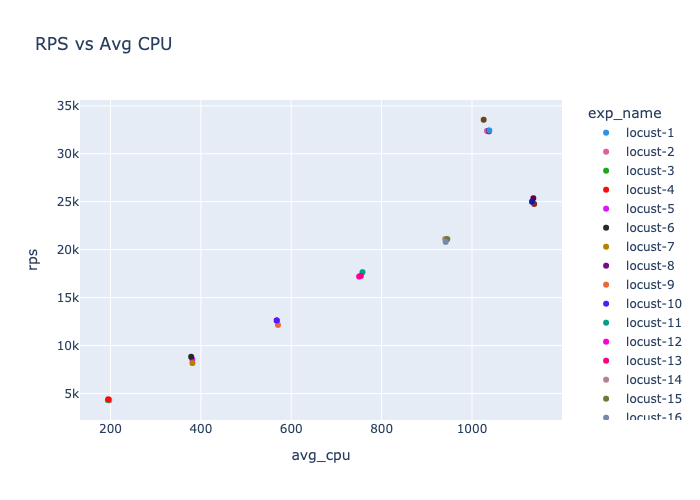 RPS vs Avg CPU
35k
30k
25k
20k
15k
10k
5k
rps
200 400 600 800 1000
avg_cpu
exp_name
locust-1
locust-2
locust-3
locust-4
locust-5
locust-6
locust-7
locust-8
locust-9
locust-10
locust-11
locust-12
locust-13
locust-14
locust-15
locust-16